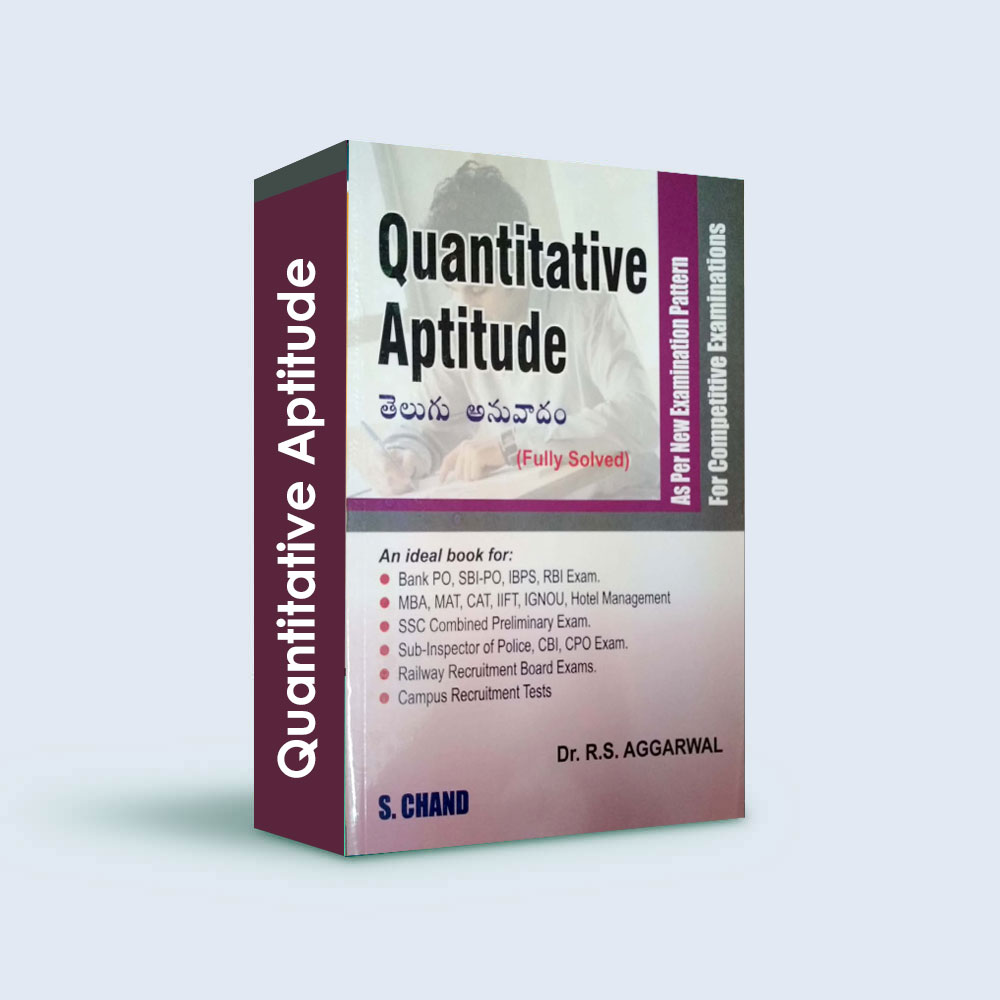 Quantitative Aptitude
Quantitative
Aptitude
తెలుగు అనువాదం
(Fully Solved)
As Per New Examination Pattern
For Competitive Examinations
An ideal book for:
Bank PO, SBI-PO, IBPS, RBI Exam.
MBA, MAT, CAT, IIFT, IGNOU, Hotel Management
SSC Combined Preliminary Exam.
Sub-Inspector of Police, CBI, CPO Exam.
Railway Recruitment Board Exams.
Campus Recruitment Tests
Dr. R.S. AGGARWAL
S. CHAND